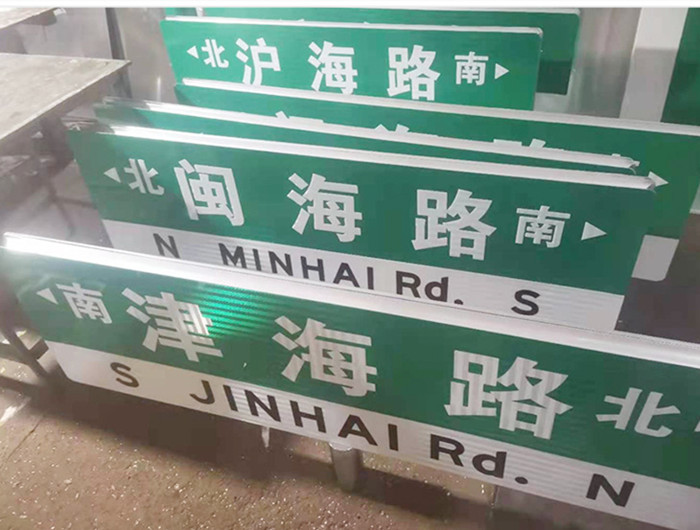 ◄北 沪海路 南►
◄北 闽海路 南►
N MINHAI Rd. S
◄南 津海路 北
S JINHAI Rd. N